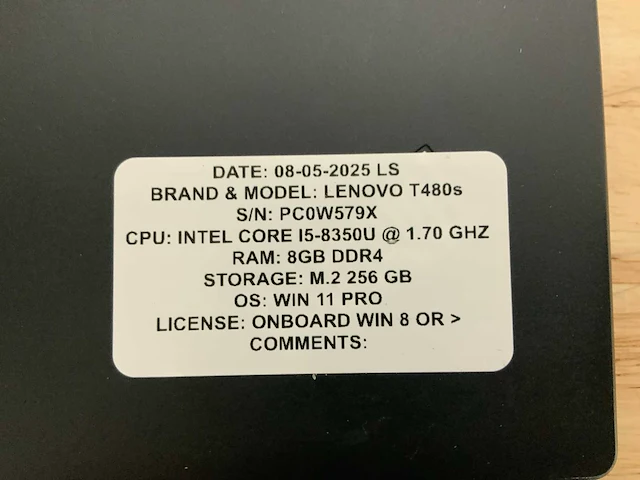 DATE: 08-05-2025 LS
BRAND & MODEL: LENOVO T480s
S/N: PC0W579X
CPU: INTEL CORE I5-8350U @ 1.70 GHZ
RAM: 8GB DDR4
STORAGE: M.2 256 GB
OS: WIN 11 PRO
LICENSE: ONBOARD WIN 8 OR >
COMMENTS: